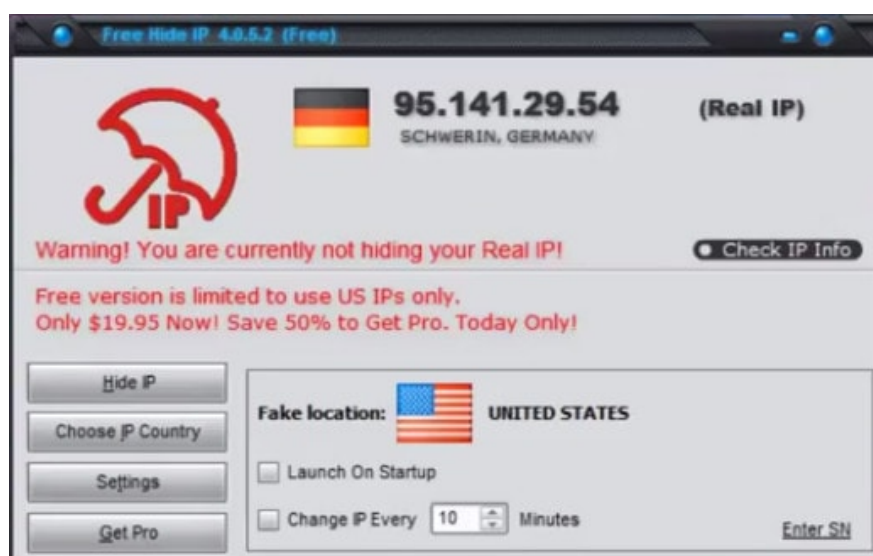 Free Hide IP 4.0.5.2 (Free)
95.141.29.54 (Real IP)
SCHWERIN, GERMANY
IP
Warning! You are currently not hiding your Real IP!
Check IP Info
Free version is limited to use US IPs only.
Only $19.95 Now! Save 50% to Get Pro. Today Only!
Hide IP
Choose IP Country
Settings
Get Pro
Fake location: UNITED STATES
Launch On Startup
Change IP Every 10 Minutes
Enter SN